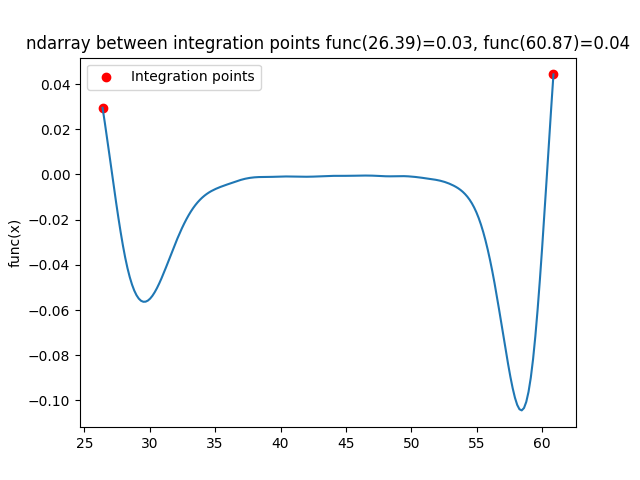 ndarray between integration points func(26.39)=0.03, func(60.87)=0.04
Integration points
0.04
0.02
0.00
−0.02
−0.04
−0.06
−0.08
−0.10
func(x)
25 30 35 40 45 50 55 60